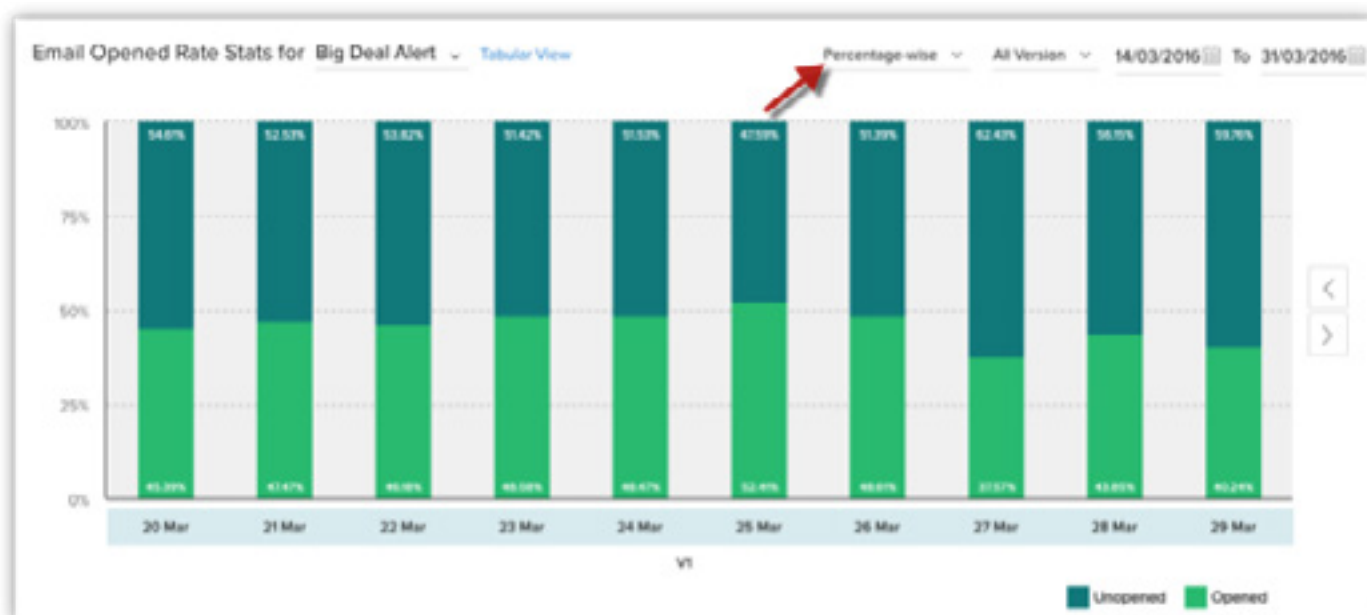 Email Opened Rate Stats for Big Deal Alert Tabular View Percentage-wise All Version 14/03/2016 To 31/03/2016
100% 54.61% 52.53% 53.82% 51.42% 51.53% 47.59% 51.39% 62.43% 56.15% 59.76%
75%
50%
25%
0% 45.39% 47.47% 46.18% 48.58% 48.47% 52.41% 48.61% 37.57% 43.85% 40.24%
20 Mar 21 Mar 22 Mar 23 Mar 24 Mar 25 Mar 26 Mar 27 Mar 28 Mar 29 Mar
V1
Unopened Opened